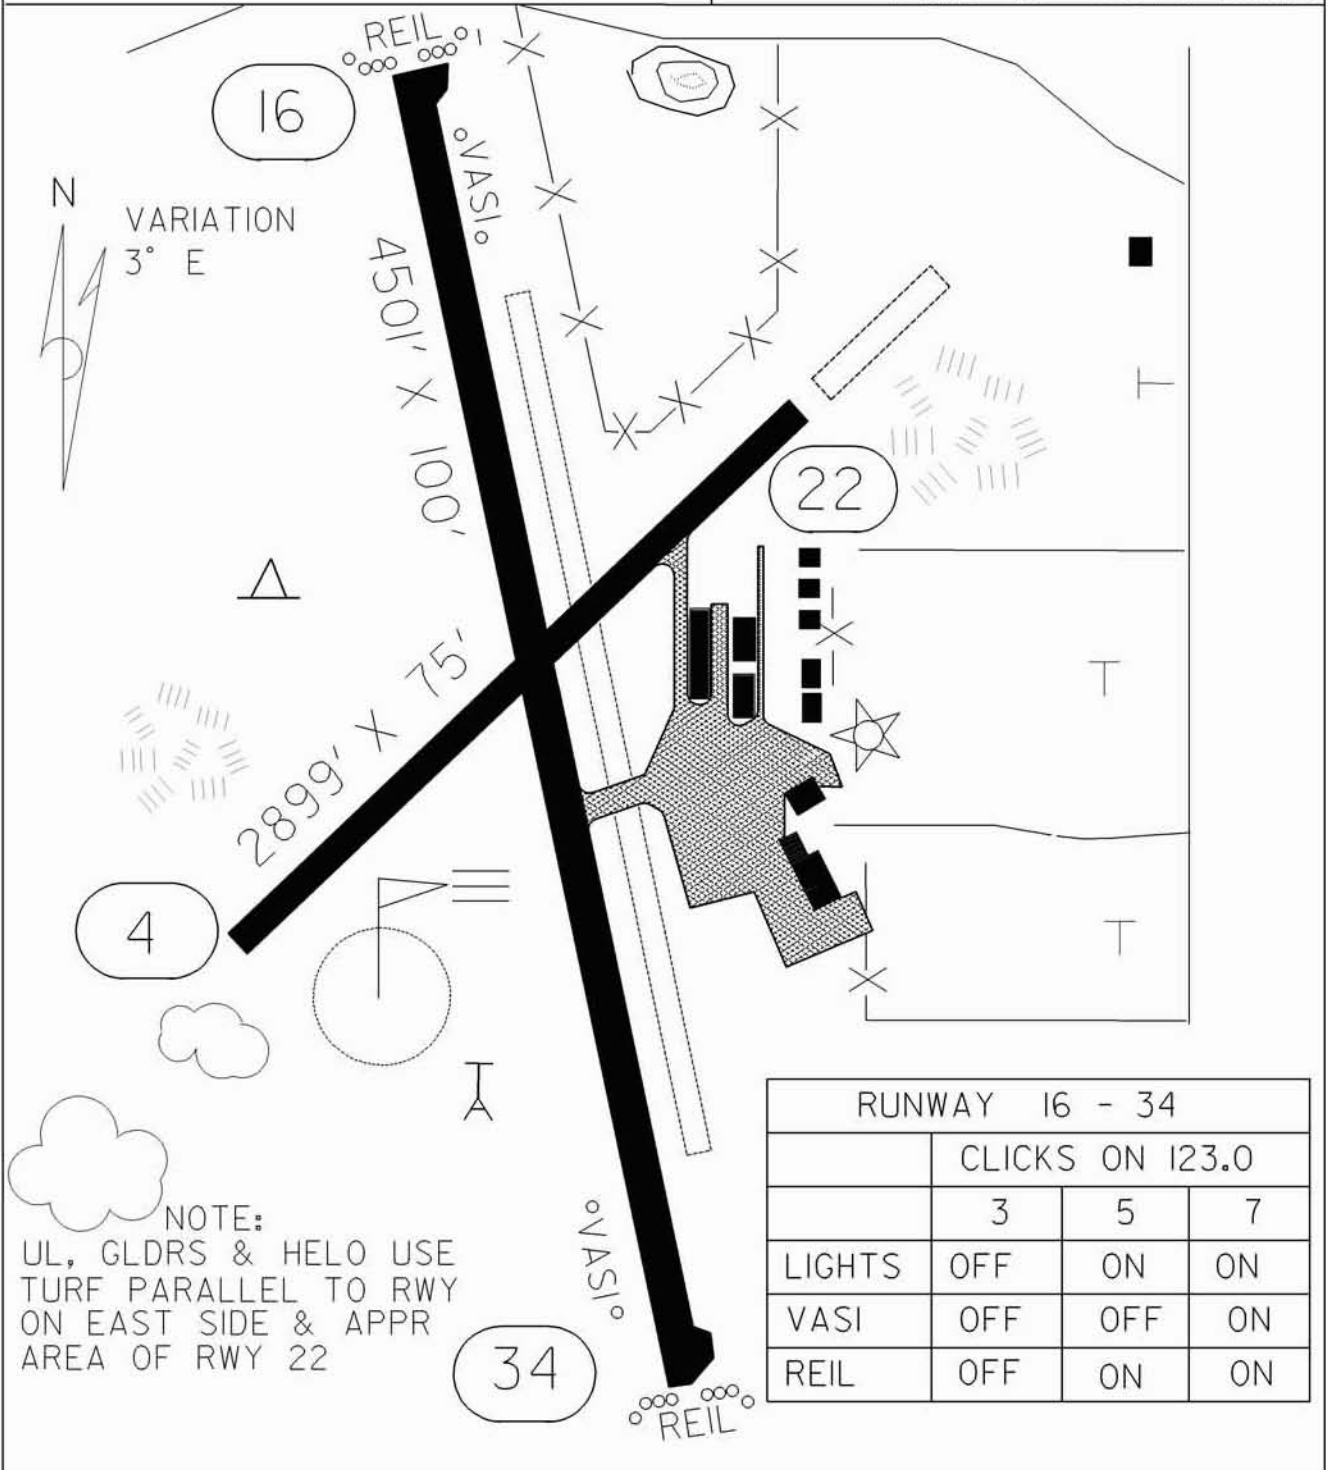 REIL
16
VASI
N
VARIATION
3° E
4501' X 100'
22
2899' X 75'
4
NOTE:
UL, GLDRS & HELO USE
TURF PARALLEL TO RWY
ON EAST SIDE & APPR
AREA OF RWY 22
VASI
34
REIL
RUNWAY 16 - 34
CLICKS ON 123.0
3 5 7
LIGHTS OFF ON ON
VASI OFF OFF ON
REIL OFF ON ON